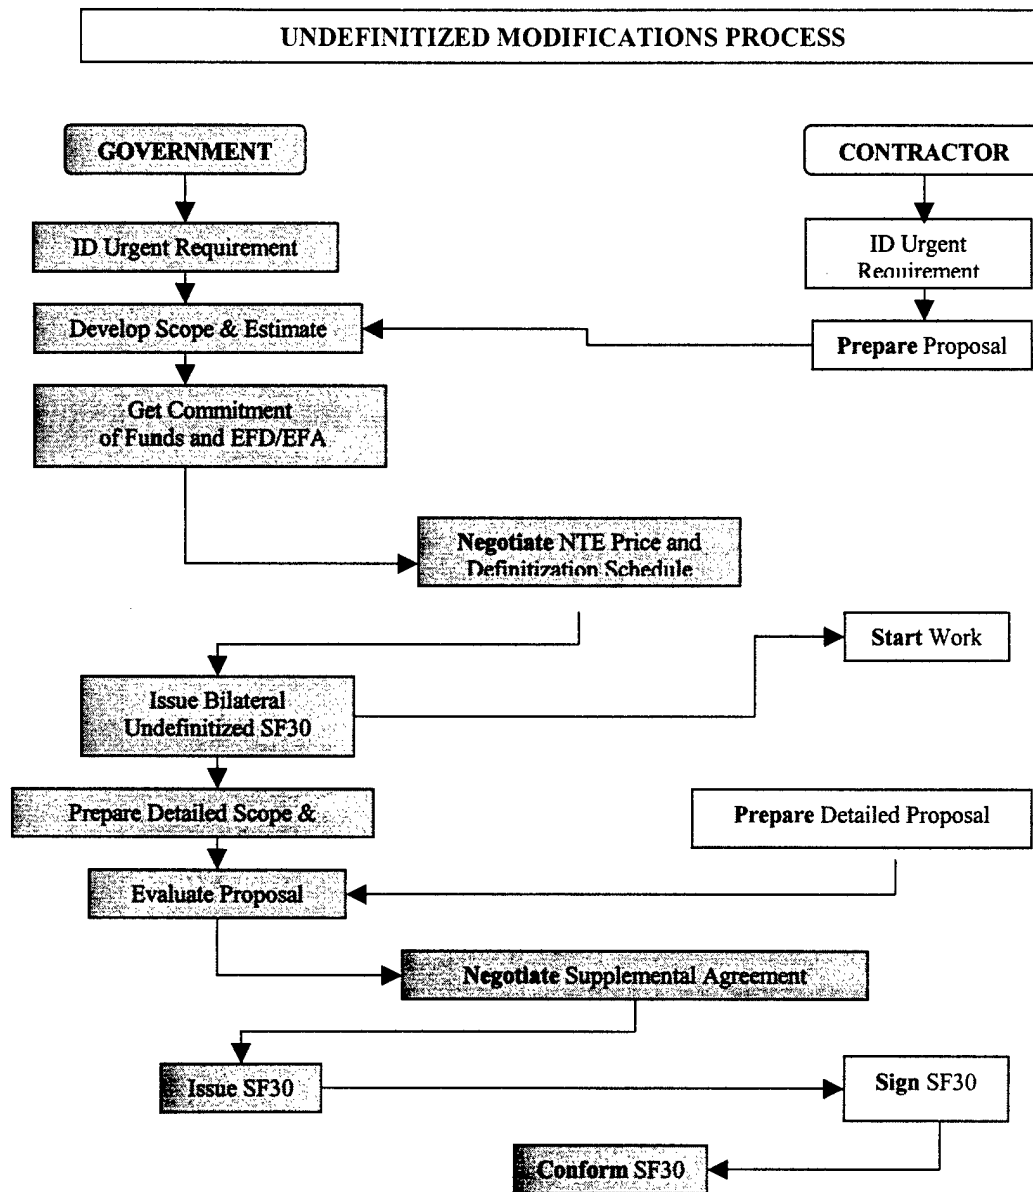 UNDEFINITIZED MODIFICATIONS PROCESS
GOVERNMENT
CONTRACTOR
ID Urgent Requirement
ID Urgent
Requirement
Develop Scope & Estimate
Prepare Proposal
Get Commitment
of Funds and EFD/EFA
Negotiate NTE Price and
Definitization Schedule
Start Work
Issue Bilateral
Undefinitized SF30
Prepare Detailed Scope &
Prepare Detailed Proposal
Evaluate Proposal
Negotiate Supplemental Agreement
Issue SF30
Sign SF30
Conform SF30